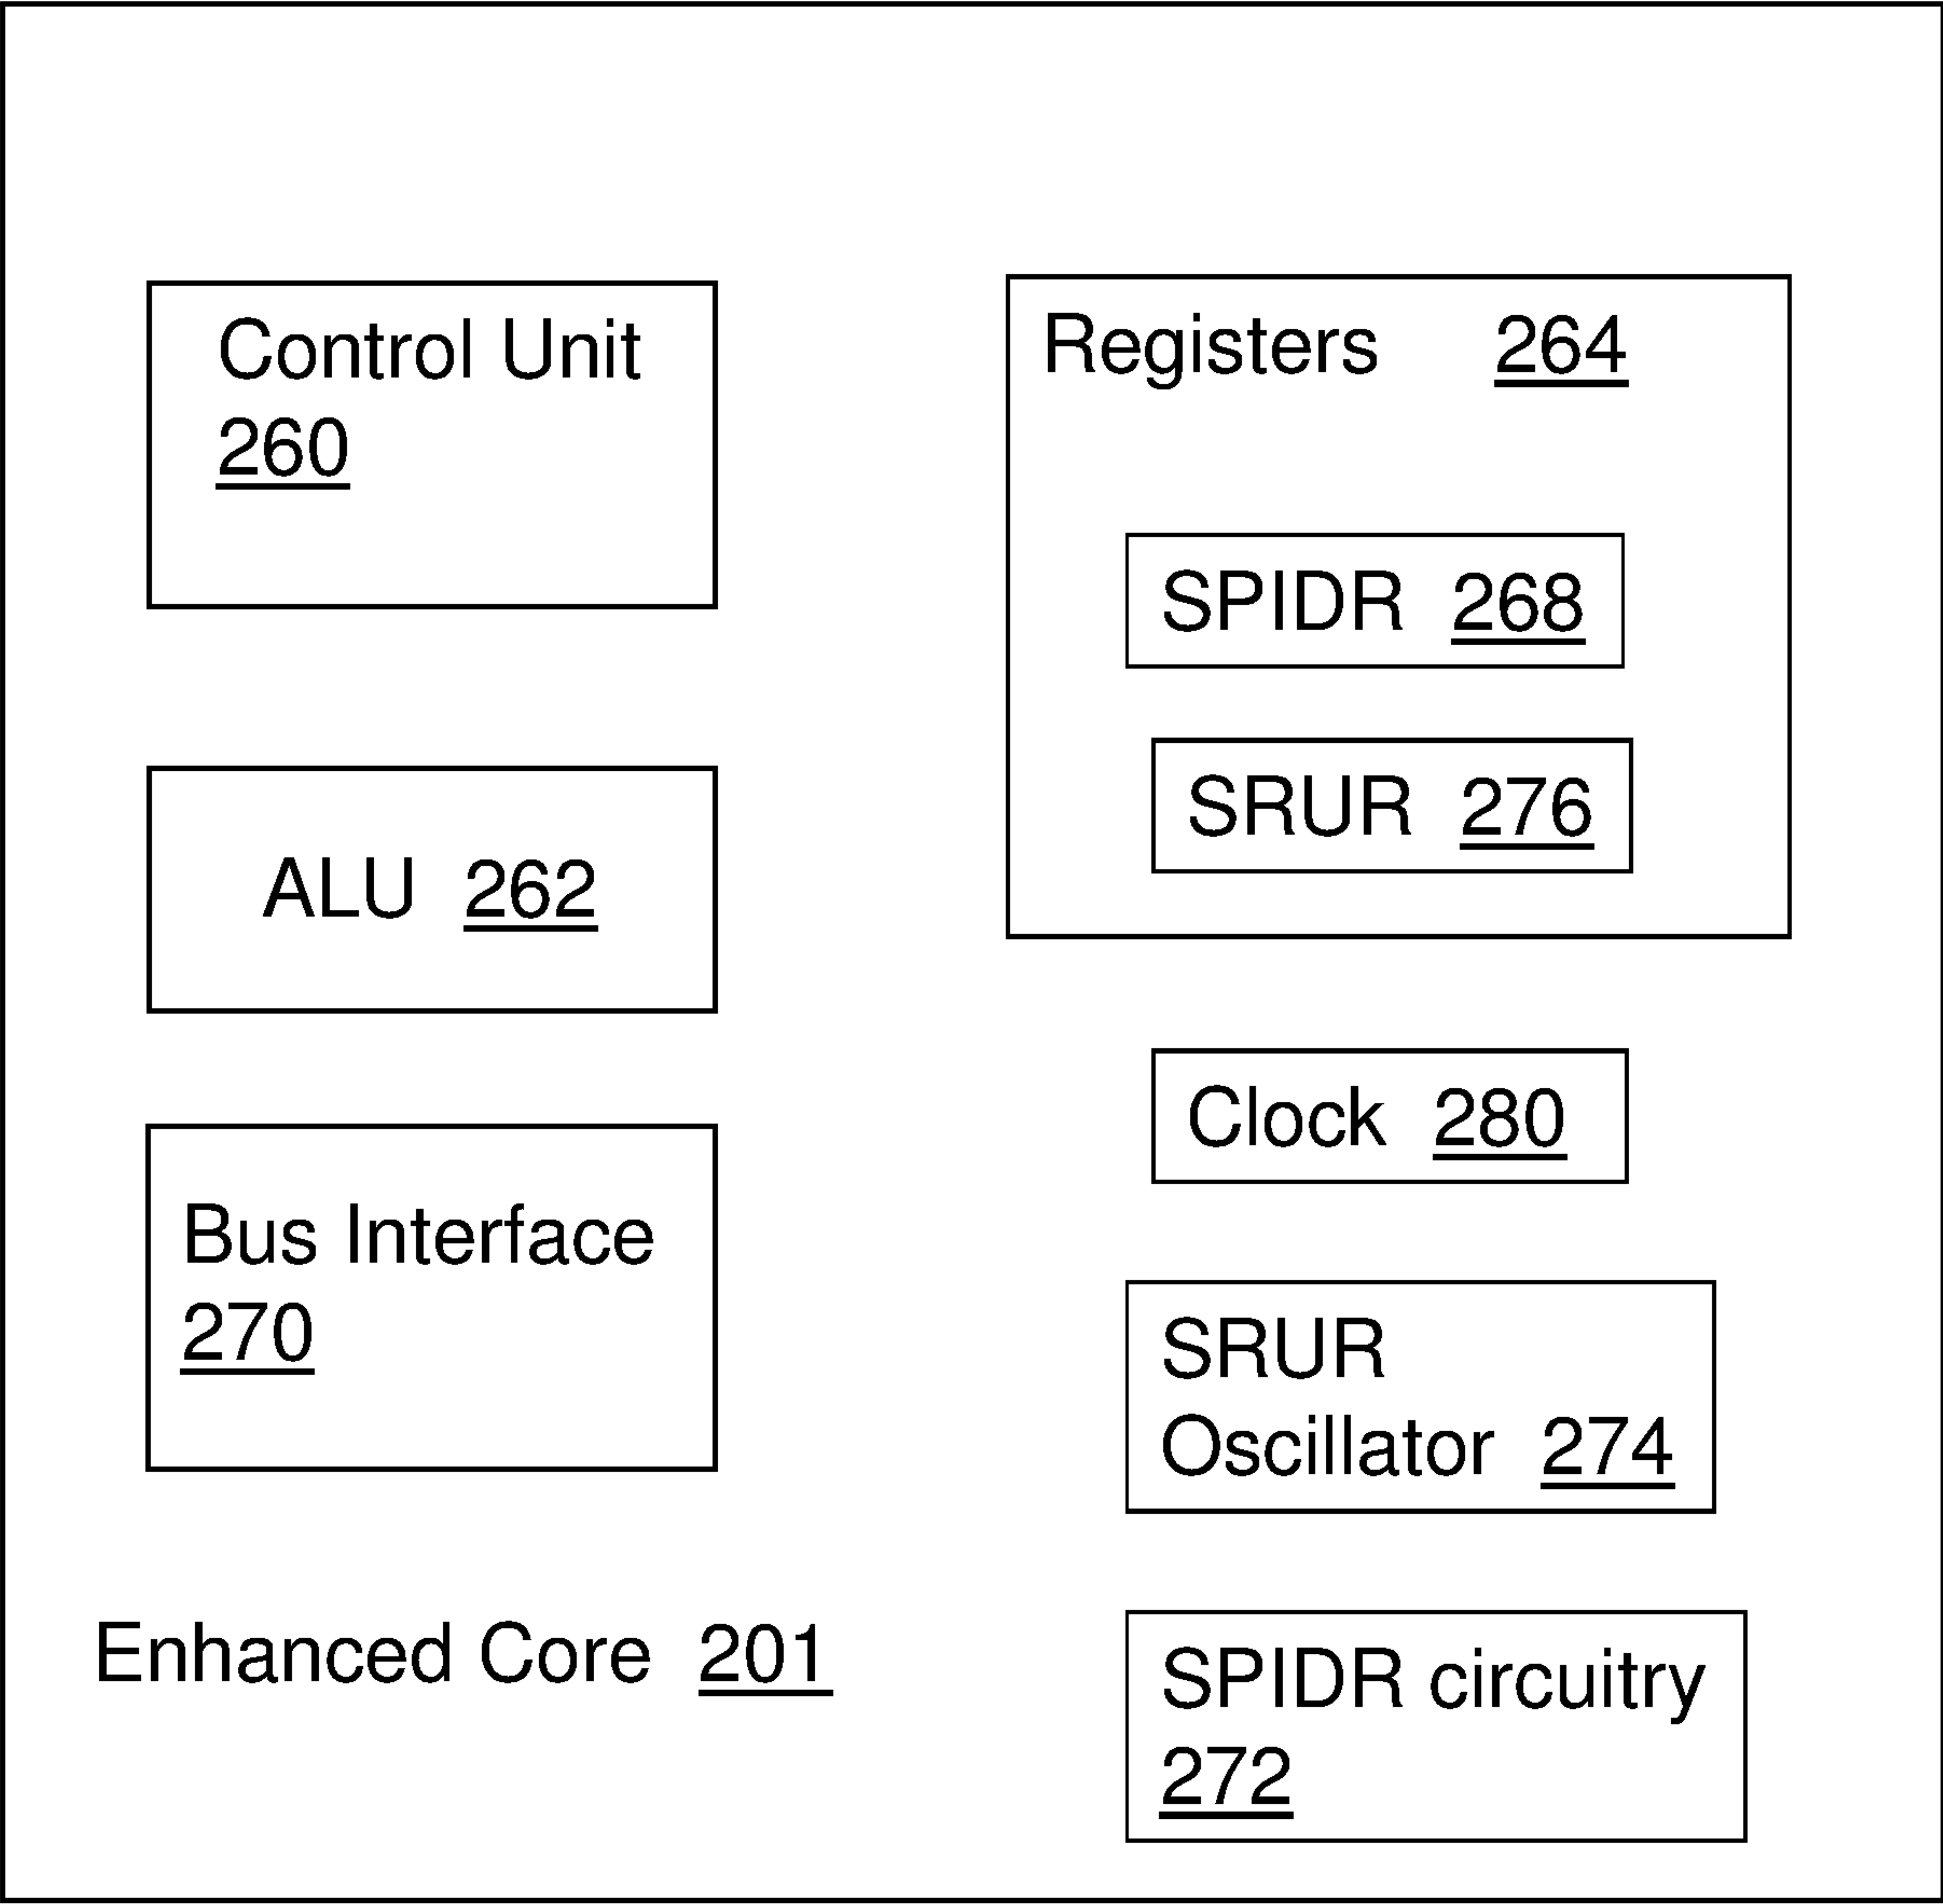 Control Unit
260
ALU 262
Bus Interface
270
Enhanced Core 201
Registers 264
SPIDR 268
SRUR 276
Clock 280
SRUR
Oscillator 274
SPIDR circuitry
272